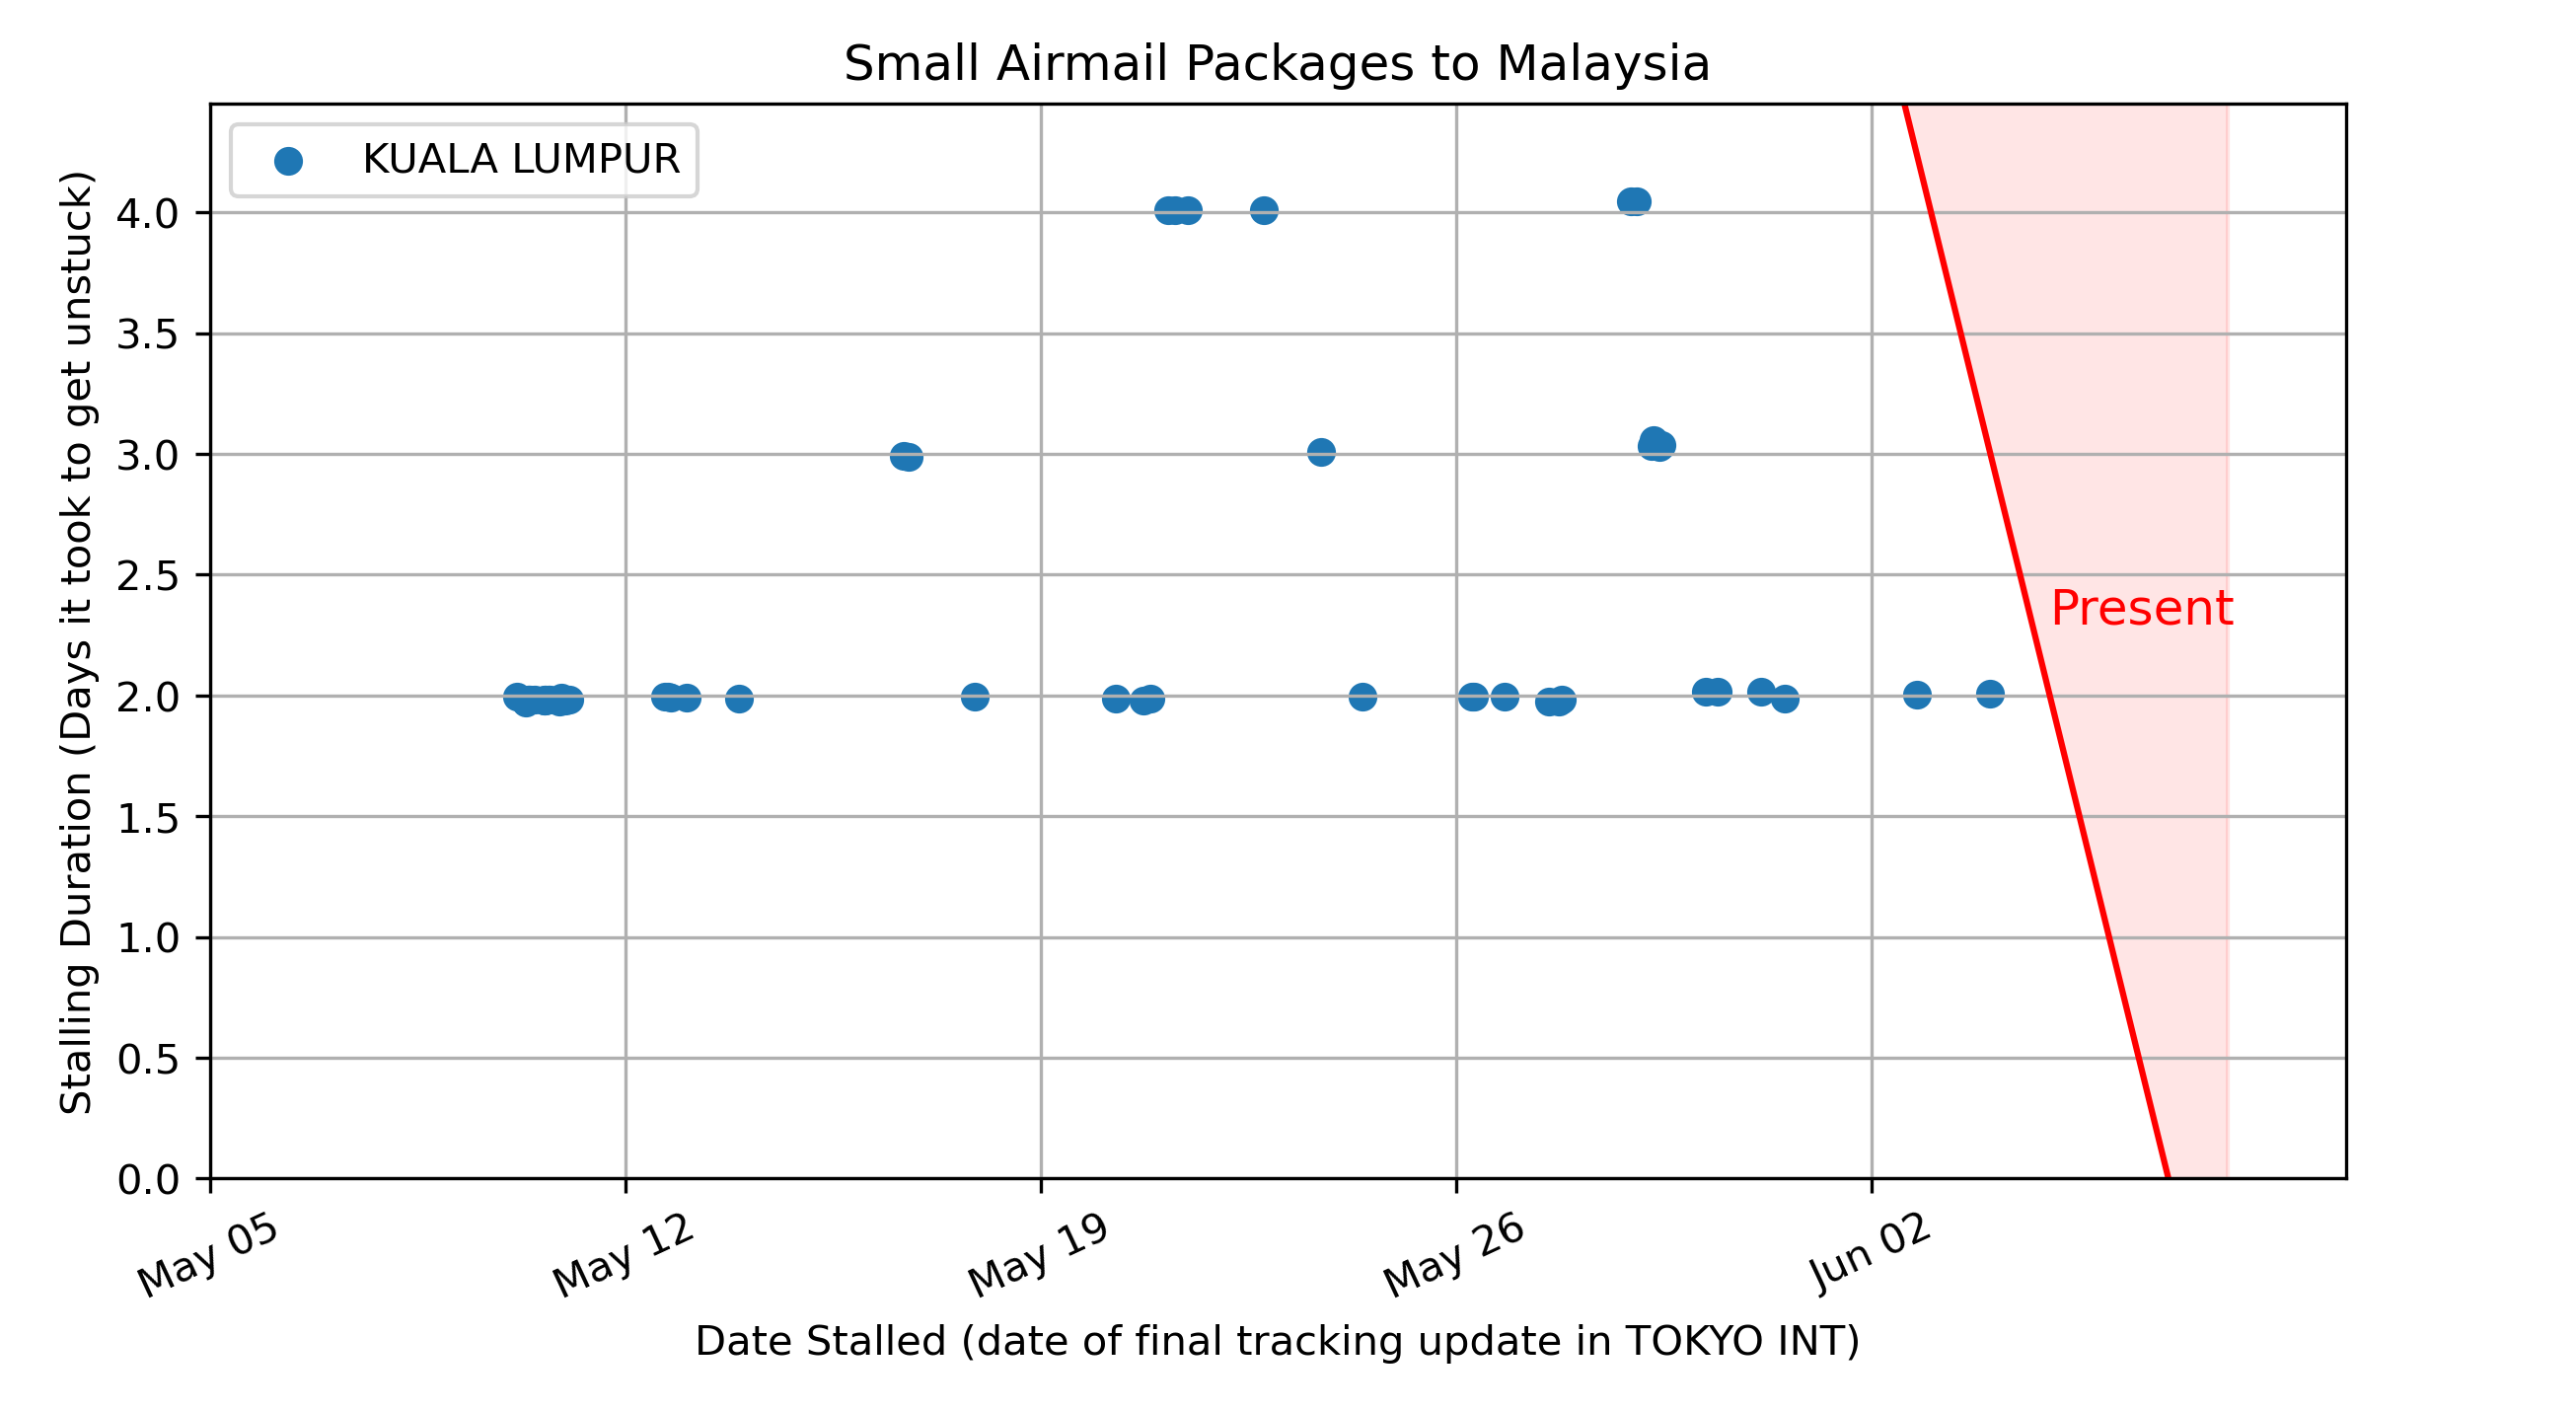 Small Airmail Packages to Malaysia
KUALA LUMPUR
Stalling Duration (Days it took to get unstuck)
4.0
3.5
3.0
2.5
2.0
1.5
1.0
0.5
0.0
Present
May 05
May 12
May 19
May 26
Jun 02
Date Stalled (date of final tracking update in TOKYO INT)